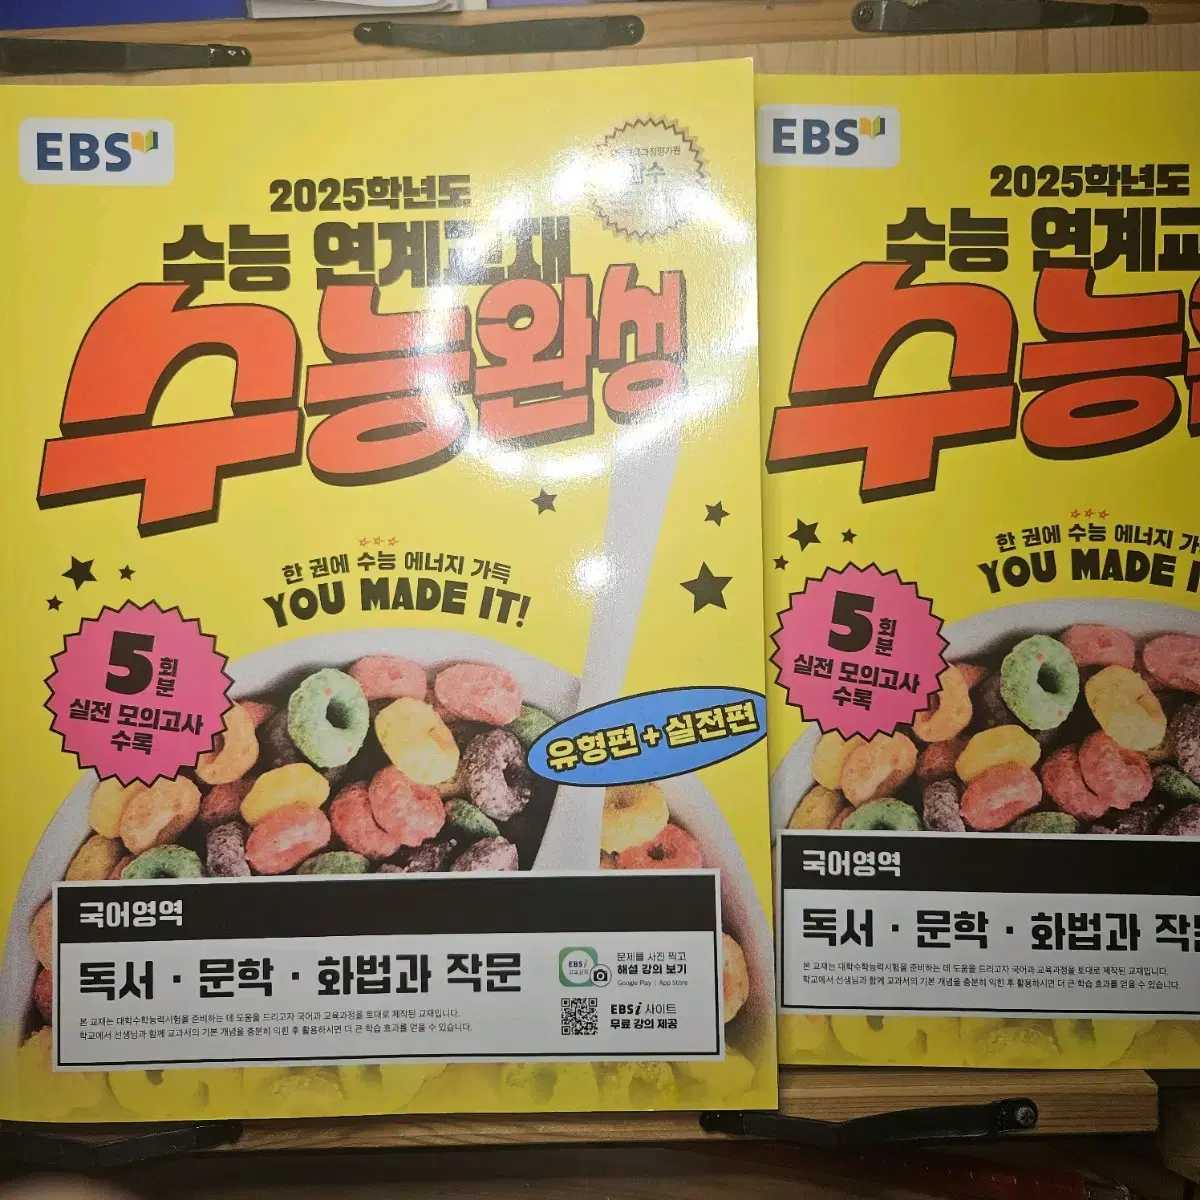 EBS
2025학년도
수능 연계교재
수능완성
한 권에 수능 에너지 가득
YOU MADE IT!
5회분
실전 모의고사
수록
유형편 + 실전편
국어영역
독서 · 문학 · 화법과 작문
본 교재는 대학수학능력시험을 준비하는 데 도움을 드리고자 국어과 교육과정을 토대로 제작된 교재입니다.
학교에서 선생님과 함께 교과서의 기본 개념을 충분히 익힌 후 활용하시면 더 큰 학습 효과를 얻을 수 있습니다.
EBSi
고교강의
문제를 사진 찍고
해설 강의 보기
Google Play | App Store
EBSi 사이트
무료 강의 제공
EBS
2025학년도
수능 연계교
수능
한 권에 수능 에너지 가
YOU MADE I
5회분
실전 모의고사
수록
국어영역
독서 · 문학 · 화법과 작
본 교재는 대학수학능력시험을 준비하는 데 도움을 드리고자 국어과 교육과정을 토대로 제작된 교재입니다.
학교에서 선생님과 함께 교과서의 기본 개념을 충분히 익힌 후 활용하시면 더 큰 학습 효과를 얻을 수 있습니다.